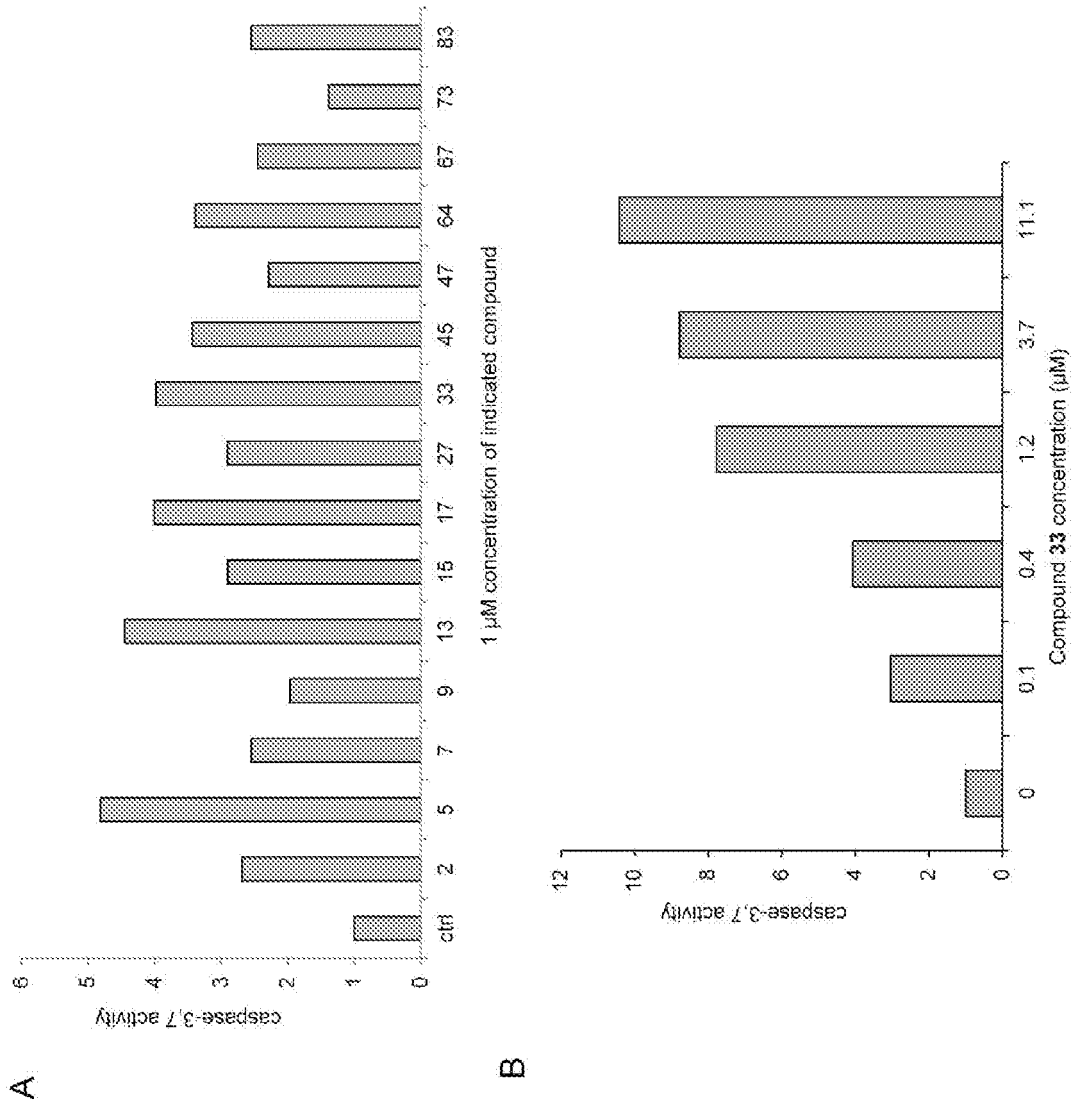 A
caspase-3,7 activity
6
5
4
3
2
1
0
ctrl 2 5 7 9 13 15 17 27 33 45 47 64 67 73 83
1 µM concentration of indicated compound
B
caspase-3,7 activity
12
10
8
6
4
2
0
0 0.1 0.4 1.2 3.7 11.1
Compound 33 concentration (µM)